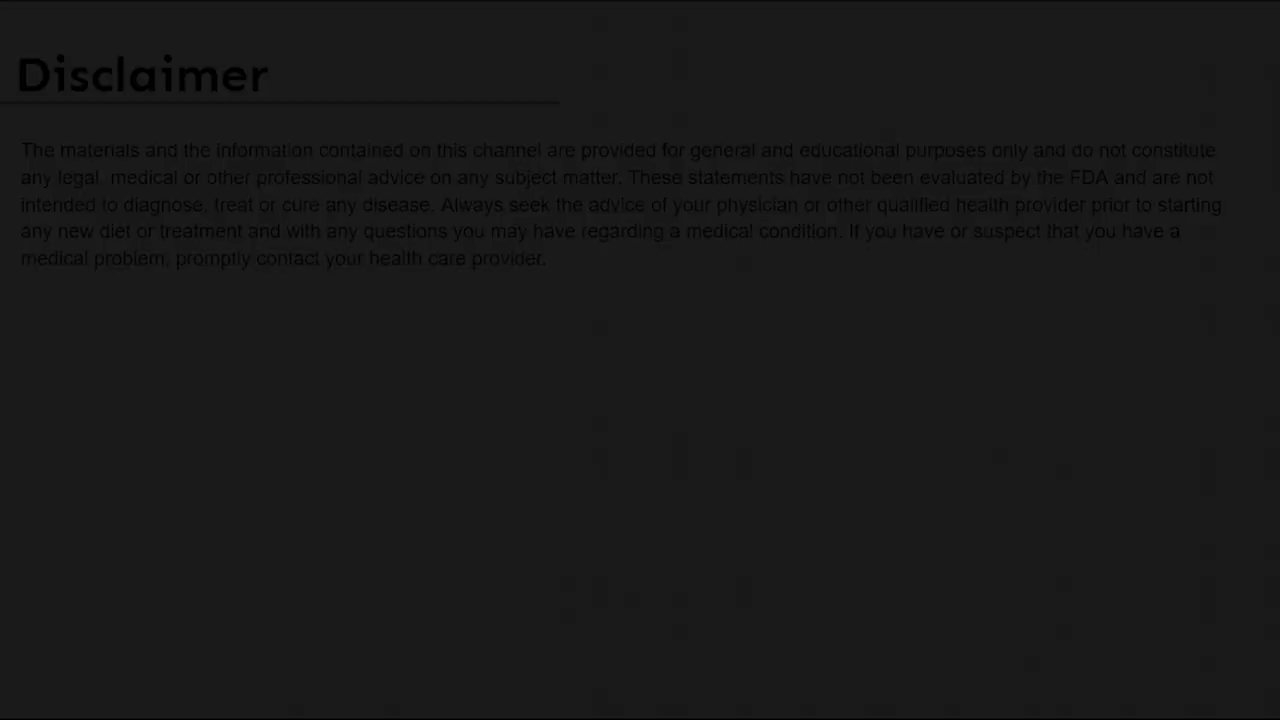 Disclaimer
The materials and the information contained on this channel are provided for general and educational purposes only and do not constitute
any legal, medical or other professional advice on any subject matter. These statements have not been evaluated by the FDA and are not
intended to diagnose, treat or cure any disease. Always seek the advice of your physician or other qualified health provider prior to starting
any new diet or treatment and with any questions you may have regarding a medical condition. If you have or suspect that you have a
medical problem, promptly contact your health care provider.